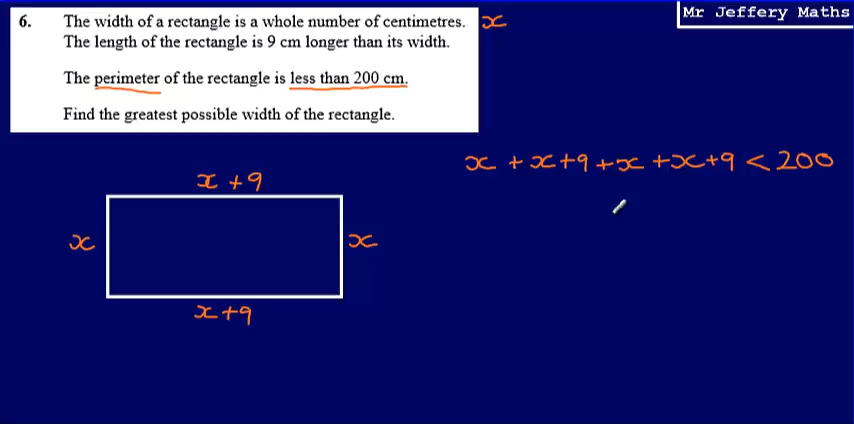 Mr Jeffery Maths
6. The width of a rectangle is a whole number of centimetres. x
The length of the rectangle is 9 cm longer than its width.
The perimeter of the rectangle is less than 200 cm.
Find the greatest possible width of the rectangle.
x + x + 9 + x + x + 9 < 200
x + 9
x x
x + 9